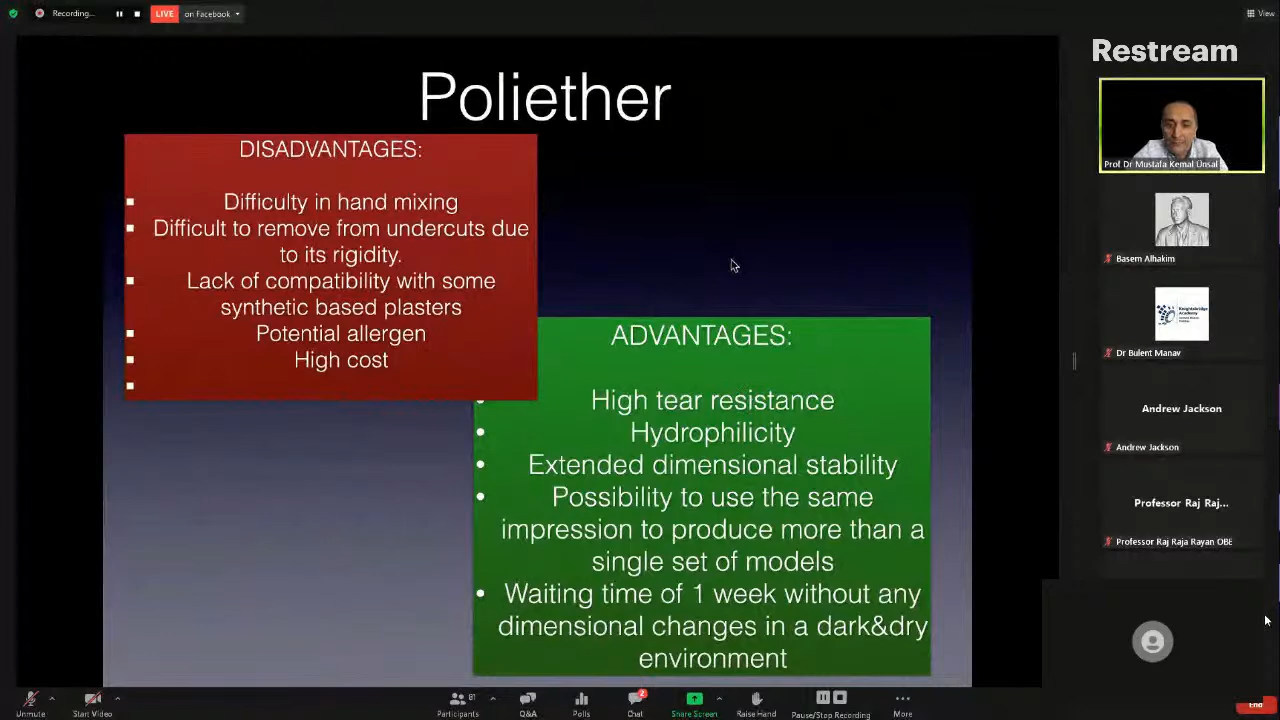 Recording...
LIVE
on Facebook
View
Restream
Poliether
DISADVANTAGES:
Difficulty in hand mixing
Difficult to remove from undercuts due
to its rigidity.
Lack of compatibility with some
synthetic based plasters
Potential allergen
High cost
ADVANTAGES:
High tear resistance
Hydrophilicity
Extended dimensional stability
Possibility to use the same
impression to produce more than a
single set of models
Waiting time of 1 week without any
dimensional changes in a dark&dry
environment
Prof Dr Mustafa Kemal Ünsal
Basem Alhakim
Knightsbridge
Academy
Dr Bulent Manav
Andrew Jackson
Andrew Jackson
Professor Raj Raj...
Professor Raj Raja Rayan OBE
Unmute
Start Video
Participants
81
Q&A
Polls
Chat
2
Share Screen
Raise Hand
Pause/Stop Recording
More
End